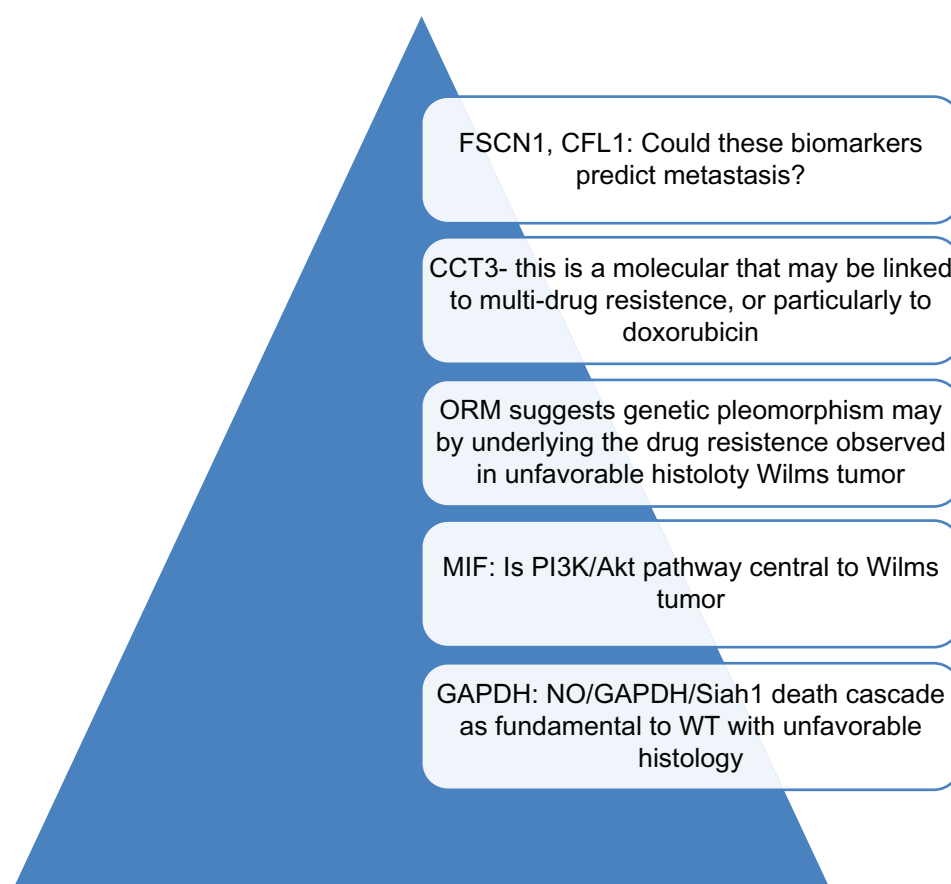 FSCN1, CFL1: Could these biomarkers
predict metastasis?
CCT3- this is a molecular that may be linked
to multi-drug resistence, or particularly to
doxorubicin
ORM suggests genetic pleomorphism may
by underlying the drug resistence observed
in unfavorable histoloty Wilms tumor
MIF: Is PI3K/Akt pathway central to Wilms
tumor
GAPDH: NO/GAPDH/Siah1 death cascade
as fundamental to WT with unfavorable
histology